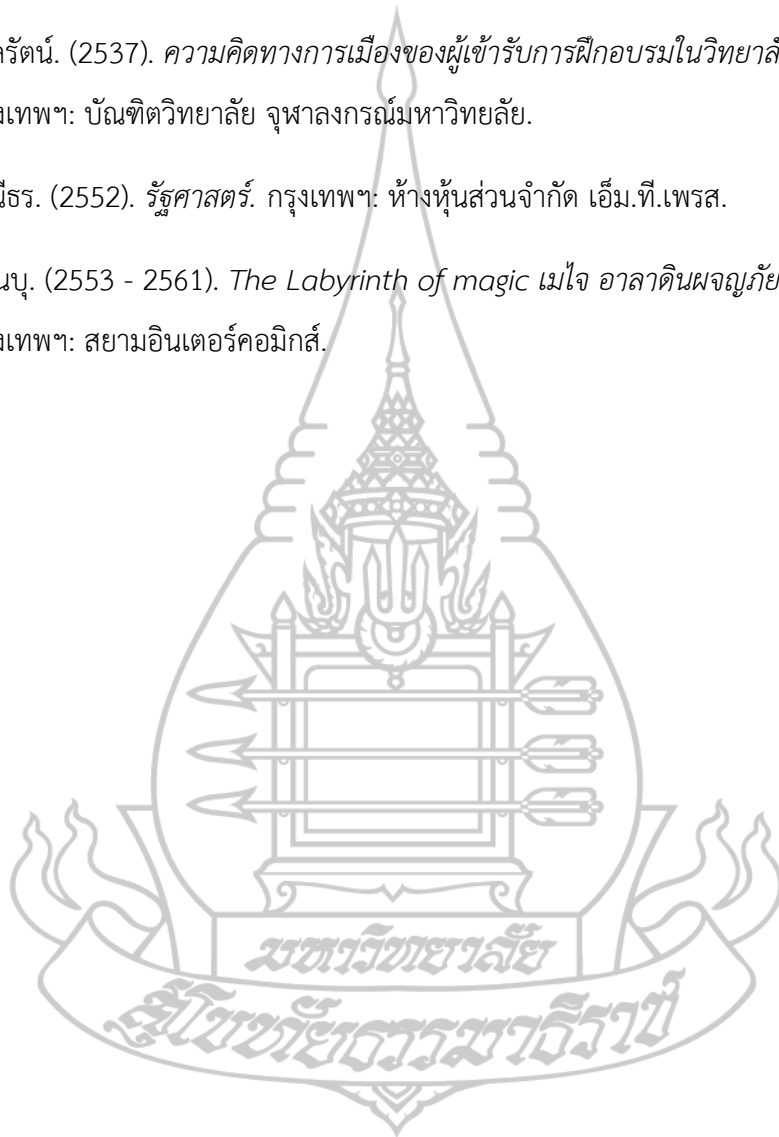 รัตน์. (2537). ความคิดทางการเมืองของผู้เข้ารับการฝึกอบรมในวิทยาลั
งเทพฯ: บัณฑิตวิทยาลัย จุฬาลงกรณ์มหาวิทยลัย.
ธร. (2552). รัฐศาสตร์. กรุงเทพฯ: ห้างหุ้นส่วนจำกัด เอ็ม.ที.เพรส.
นบุ. (2553 - 2561). The Labyrinth of magic เมไจ อาลาดินผจญภัย
งเทพฯ: สยามอินเตอร์คอมิกส์.
มหาวิทยาลัย
สุโขทัยธรรมาธิราช